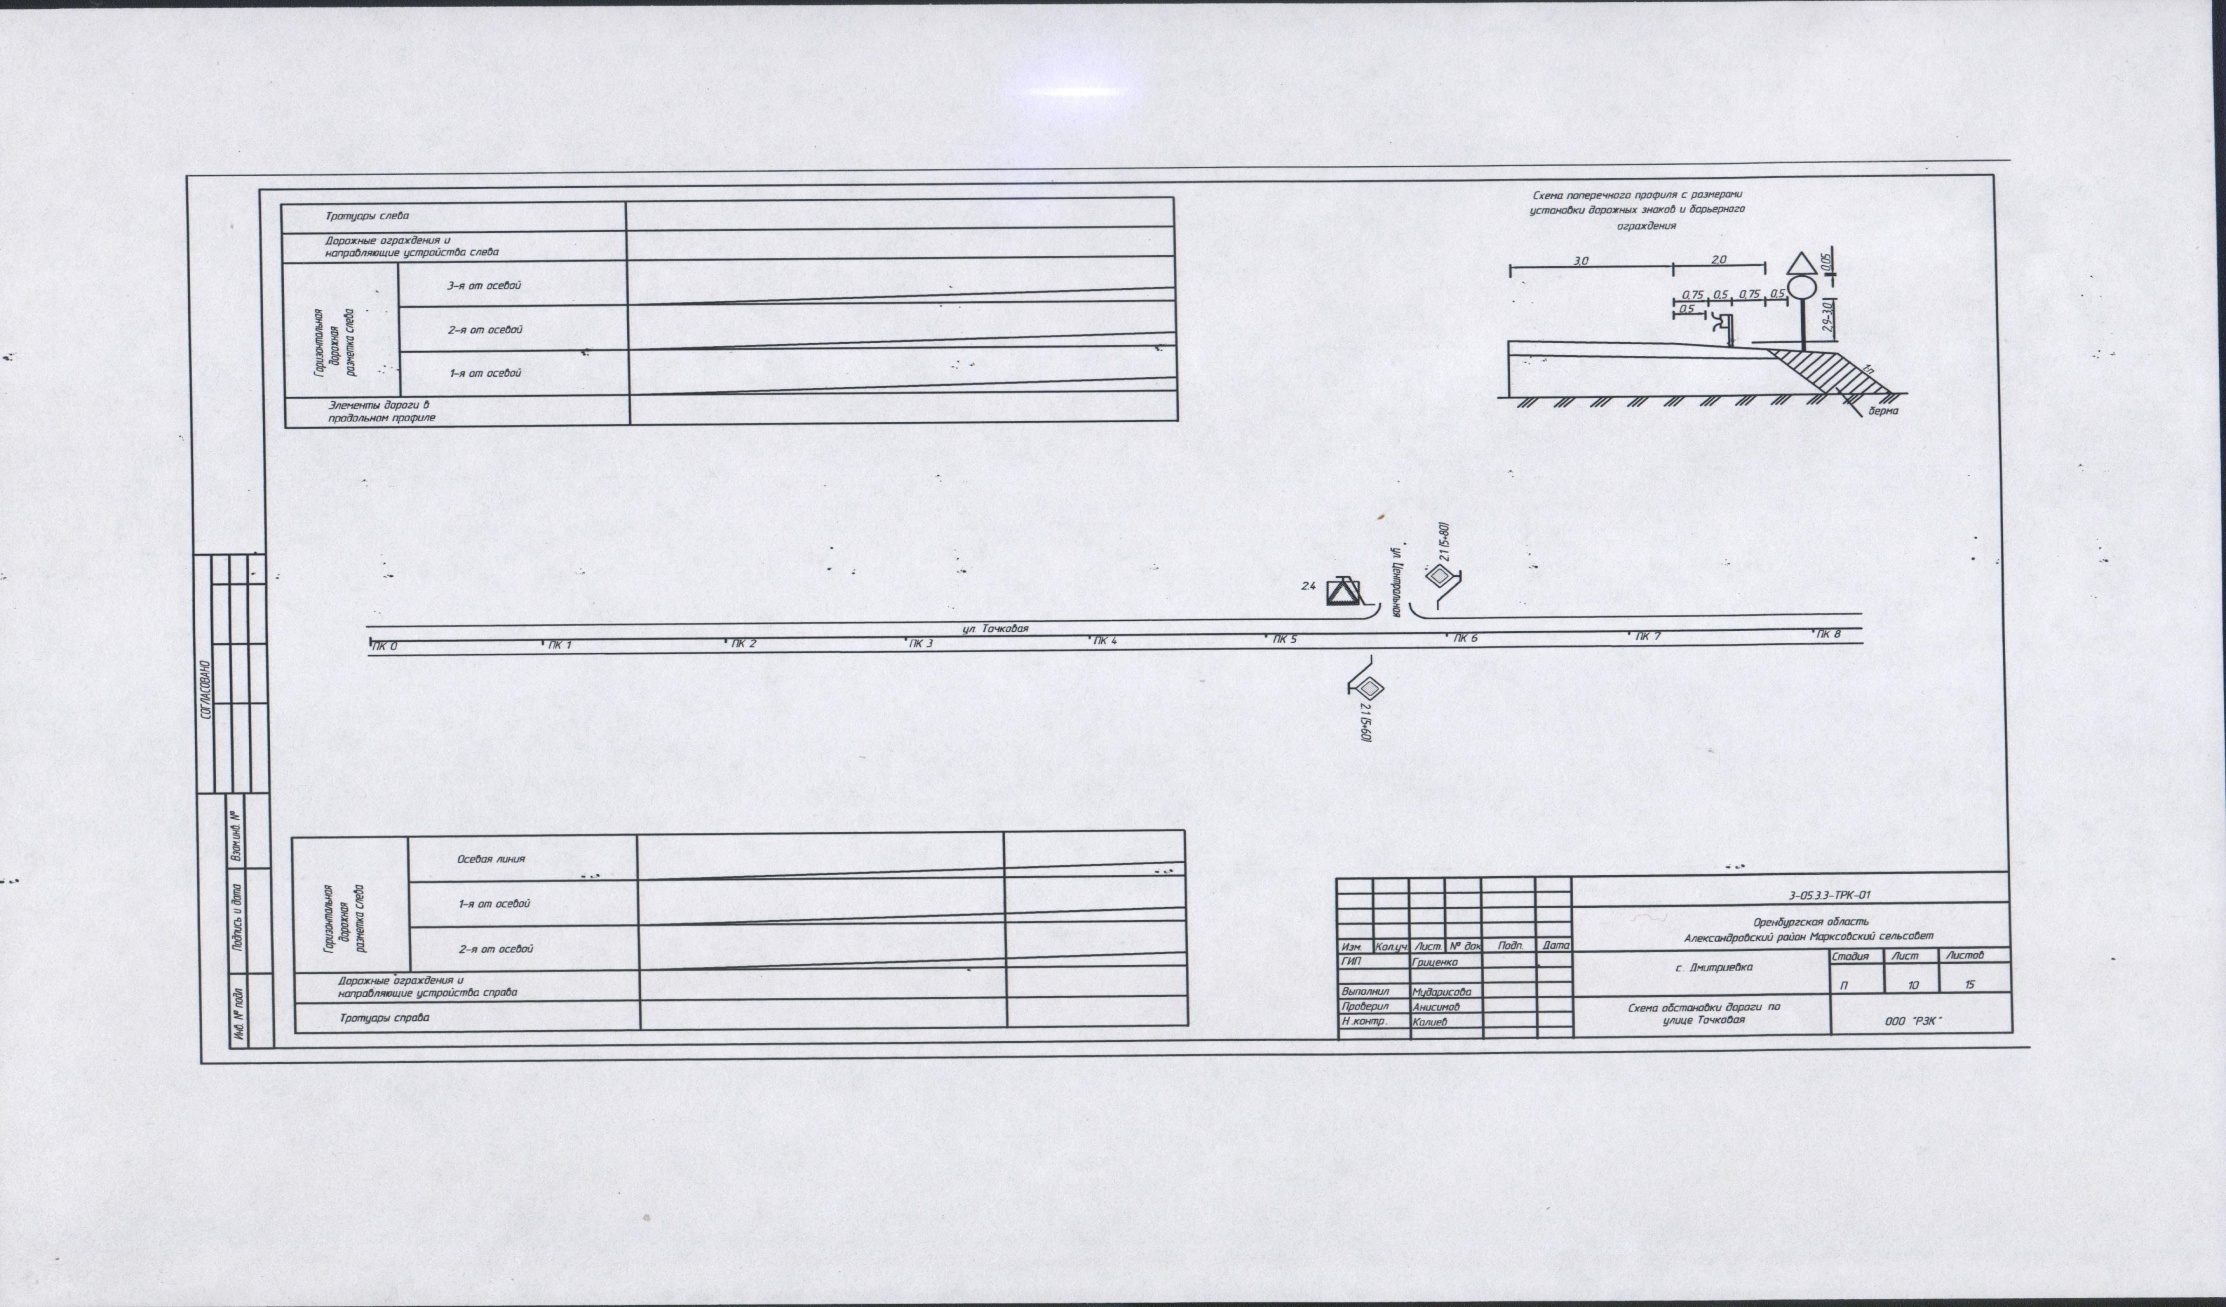 Тротуары слева
Дорожные ограждения и
направляющие устройства слева
Горизонтальная
дорожная
разметка слева
3-я от осевой
2-я от осевой
1-я от осевой
Элементы дороги в
продольном профиле
Схема поперечного профиля с размерами
установки дорожных знаков и барьерного
ограждения
3,0
2,0
0,05
0,75
0,5
0,75
0,5
0,5
2,9-3,0
1:п
берма
2.4
ул. Центральная
2.1 (5+80)
ул. Точковая
ПК 0
ПК 1
ПК 2
ПК 3
ПК 4
ПК 5
ПК 6
ПК 7
ПК 8
2.1 (5+60)
СОГЛАСОВАНО
Взам.инв. №
Подпись и дата
Инв. № подл
Горизонтальная
дорожная
разметка слева
Осевая линия
1-я от осевой
2-я от осевой
Дорожные ограждения и
направляющие устройства справа
Тротуары справа
3-05.3.3-ТРК-01
Оренбургская область
Александровский район Марксовский сельсовет
Изм. Кол.уч. Лист № док Подп. Дата
ГИП Гриценко
Выполнил Мударисова
Проверил Анисимов
Н.контр. Калиев
с. Дмитриевка
Стадия Лист Листов
П 10 15
Схема обстановки дороги по
улице Точковая
ООО "РЗК"